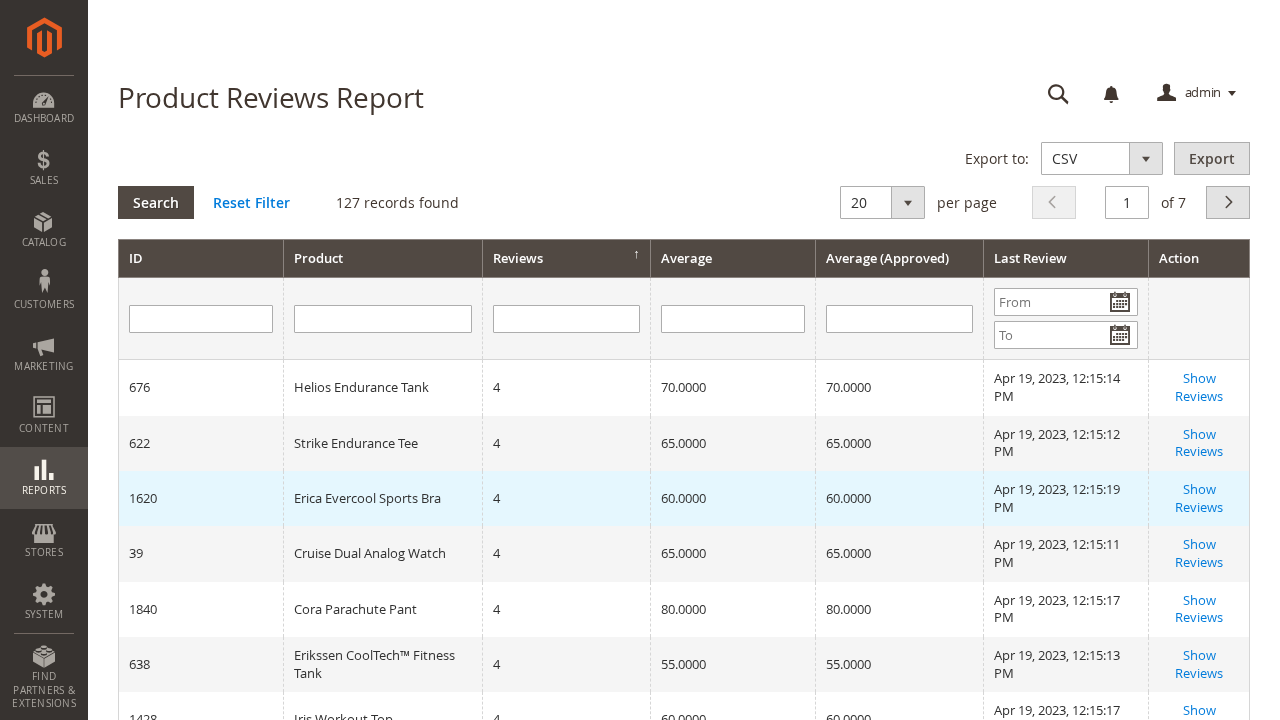 Product Reviews Report
admin
DASHBOARD
SALES
CATALOG
CUSTOMERS
MARKETING
CONTENT
REPORTS
STORES
SYSTEM
FIND
PARTNERS &
EXTENSIONS
Export to: CSV Export
Search Reset Filter 127 records found 20 per page 1 of 7
ID Product Reviews ↑ Average Average (Approved) Last Review Action
From
To
676 Helios Endurance Tank 4 70.0000 70.0000 Apr 19, 2023, 12:15:14 Show
PM Reviews
622 Strike Endurance Tee 4 65.0000 65.0000 Apr 19, 2023, 12:15:12 Show
PM Reviews
1620 Erica Evercool Sports Bra 4 60.0000 60.0000 Apr 19, 2023, 12:15:19 Show
PM Reviews
39 Cruise Dual Analog Watch 4 65.0000 65.0000 Apr 19, 2023, 12:15:11 Show
PM Reviews
1840 Cora Parachute Pant 4 80.0000 80.0000 Apr 19, 2023, 12:15:17 Show
PM Reviews
638 Erikssen CoolTech™ Fitness 4 55.0000 55.0000 Apr 19, 2023, 12:15:13 Show
Tank PM Reviews
1428 Iris Workout Top 4 60.0000 60.0000 Apr 19, 2023, 12:15:17 Show